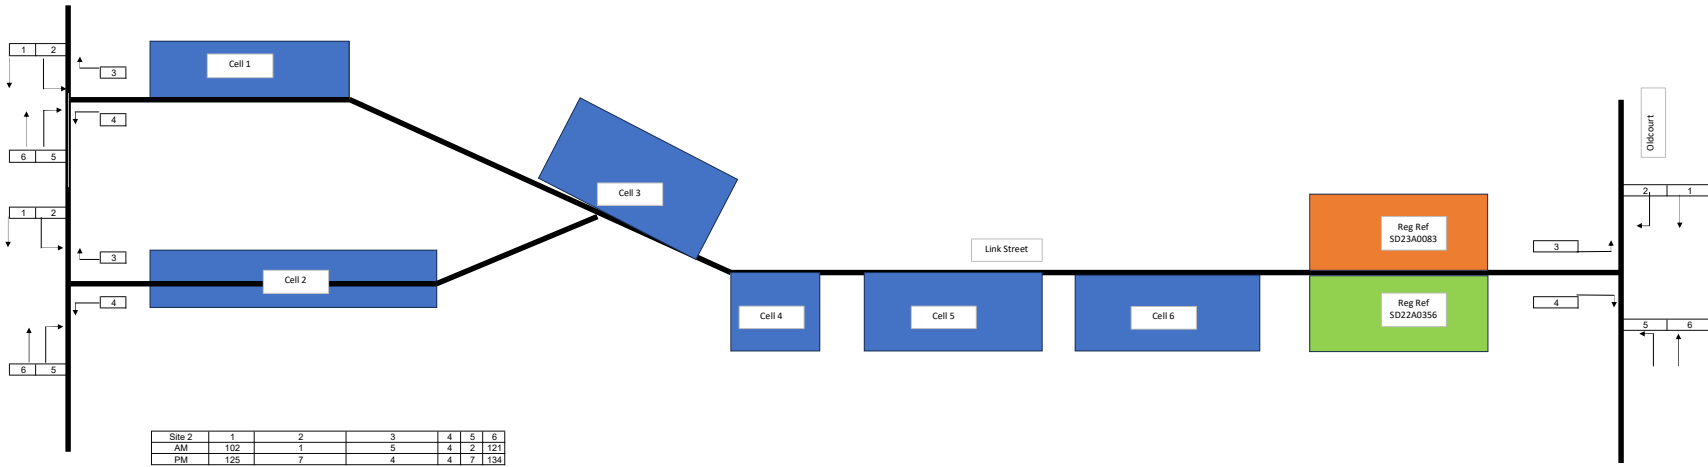 1 2
3
Cell 1
4
6 5
Oldcourt
Cell 3
2 1
1 2
3
Cell 2
4
Link Street
Reg Ref
SD23A0083
3
Cell 4
Cell 5
Cell 6
Reg Ref
SD22A0356
4
5 6
6 5
Site 2 1 2 3 4 5 6
AM 102 1 5 4 2 121
PM 125 7 4 4 7 134